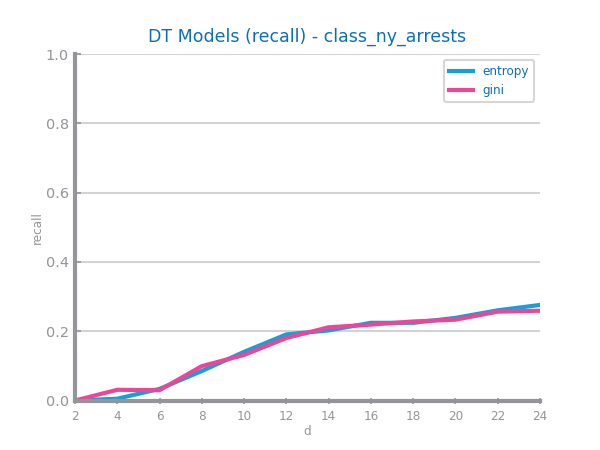 DT Models (recall) - class_ny_arrests
1.0
0.8
0.6
0.4
0.2
0.0
recall
entropy
gini
2 4 6 8 10 12 14 16 18 20 22 24
d